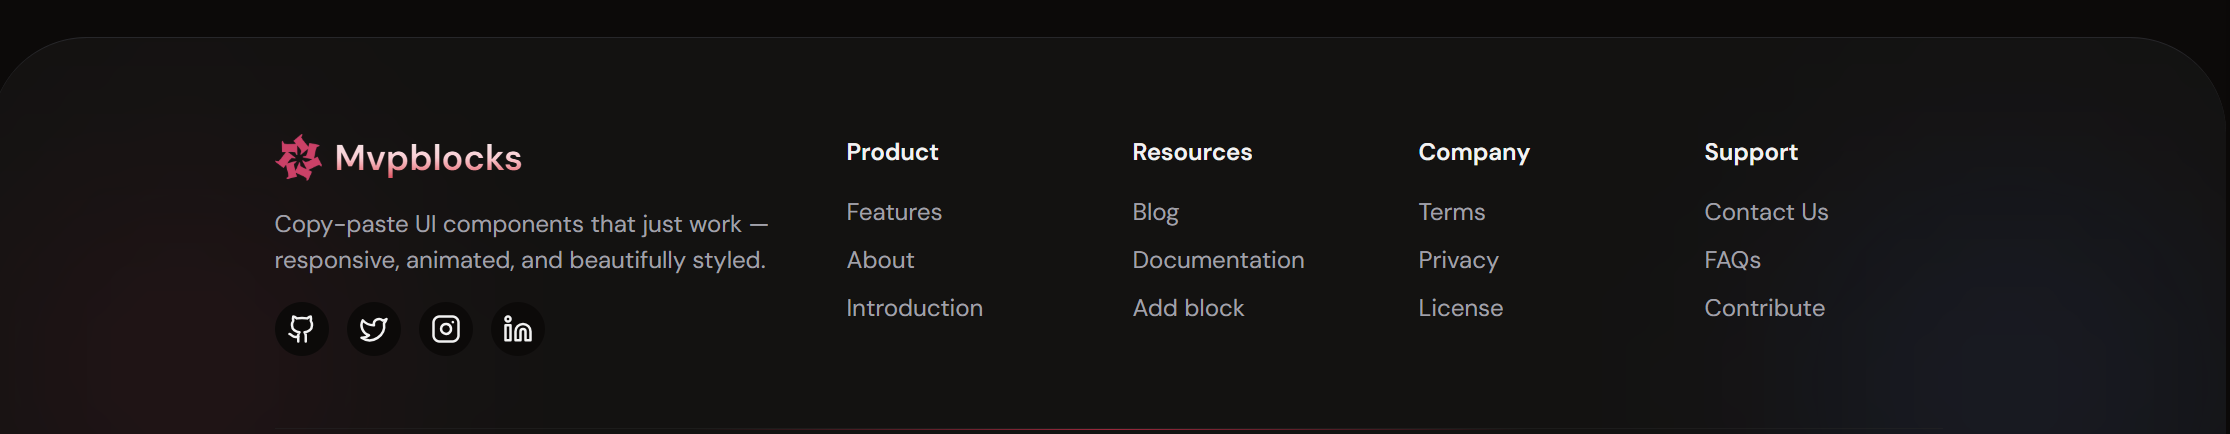 Mvpblocks
Copy-paste UI components that just work —
responsive, animated, and beautifully styled.
Product
Features
About
Introduction
Resources
Blog
Documentation
Add block
Company
Terms
Privacy
License
Support
Contact Us
FAQs
Contribute